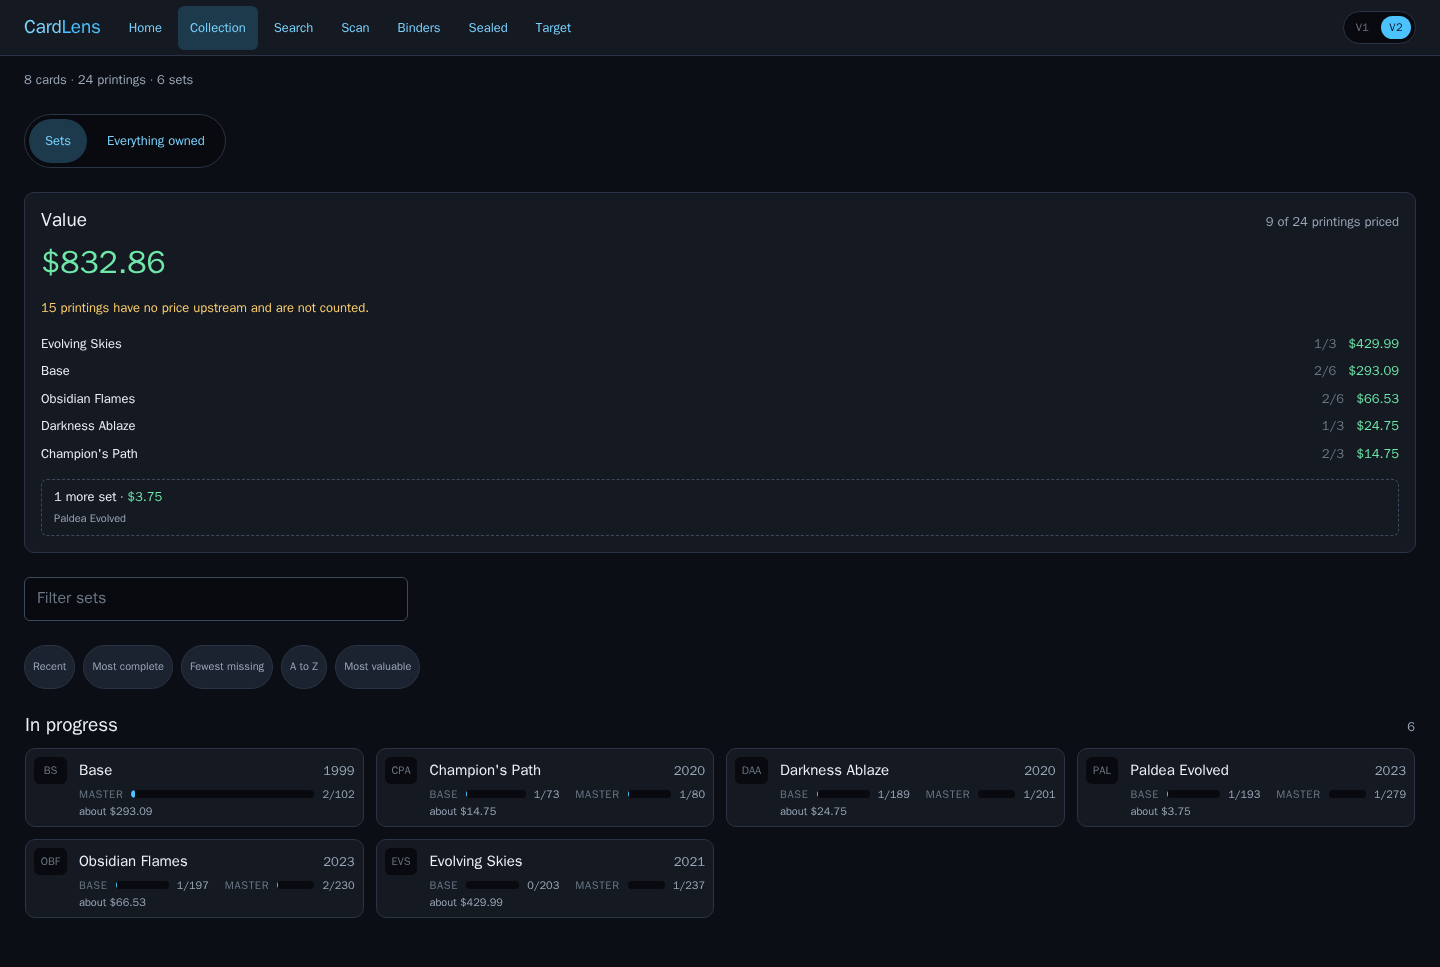 CardLens Home Collection Search Scan Binders Sealed Target V1 V2
8 cards · 24 printings · 6 sets
Sets Everything owned
Value 9 of 24 printings priced
$832.86
15 printings have no price upstream and are not counted.
Evolving Skies 1/3 $429.99
Base 2/6 $293.09
Obsidian Flames 2/6 $66.53
Darkness Ablaze 1/3 $24.75
Champion's Path 2/3 $14.75
1 more set · $3.75
Paldea Evolved
Filter sets
Recent Most complete Fewest missing A to Z Most valuable
In progress 6
BS Base 1999
MASTER 2/102
about $293.09
CPA Champion's Path 2020
BASE 1/73 MASTER 1/80
about $14.75
DAA Darkness Ablaze 2020
BASE 1/189 MASTER 1/201
about $24.75
PAL Paldea Evolved 2023
BASE 1/193 MASTER 1/279
about $3.75
OBF Obsidian Flames 2023
BASE 1/197 MASTER 2/230
about $66.53
EVS Evolving Skies 2021
BASE 0/203 MASTER 1/237
about $429.99